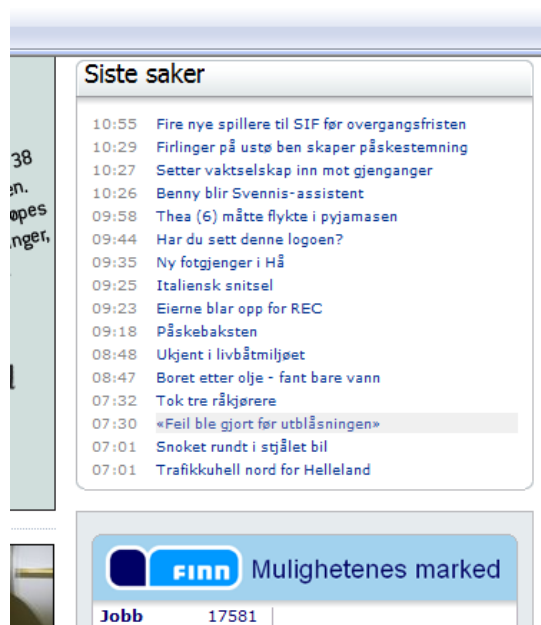 Siste saker
38
en.
øpes
nger,
10:55 Fire nye spillere til SIF før overgangsfristen
10:29 Firlinger på ustø ben skaper påskestemning
10:27 Setter vaktselskap inn mot gjenganger
10:26 Benny blir Svennis-assistent
09:58 Thea (6) måtte flykte i pyjamasen
09:44 Har du sett denne logoen?
09:35 Ny fotgjenger i Hå
09:25 Italiensk snitsel
09:23 Eierne blar opp for REC
09:18 Påskebaksten
08:48 Ukjent i livbåtmiljøet
08:47 Boret etter olje - fant bare vann
07:32 Tok tre råkjørere
07:30 «Feil ble gjort før utblåsningen»
07:01 Snoket rundt i stjålet bil
07:01 Trafikkuhell nord for Helleland
FINN Mulighetenes marked
Jobb 17581